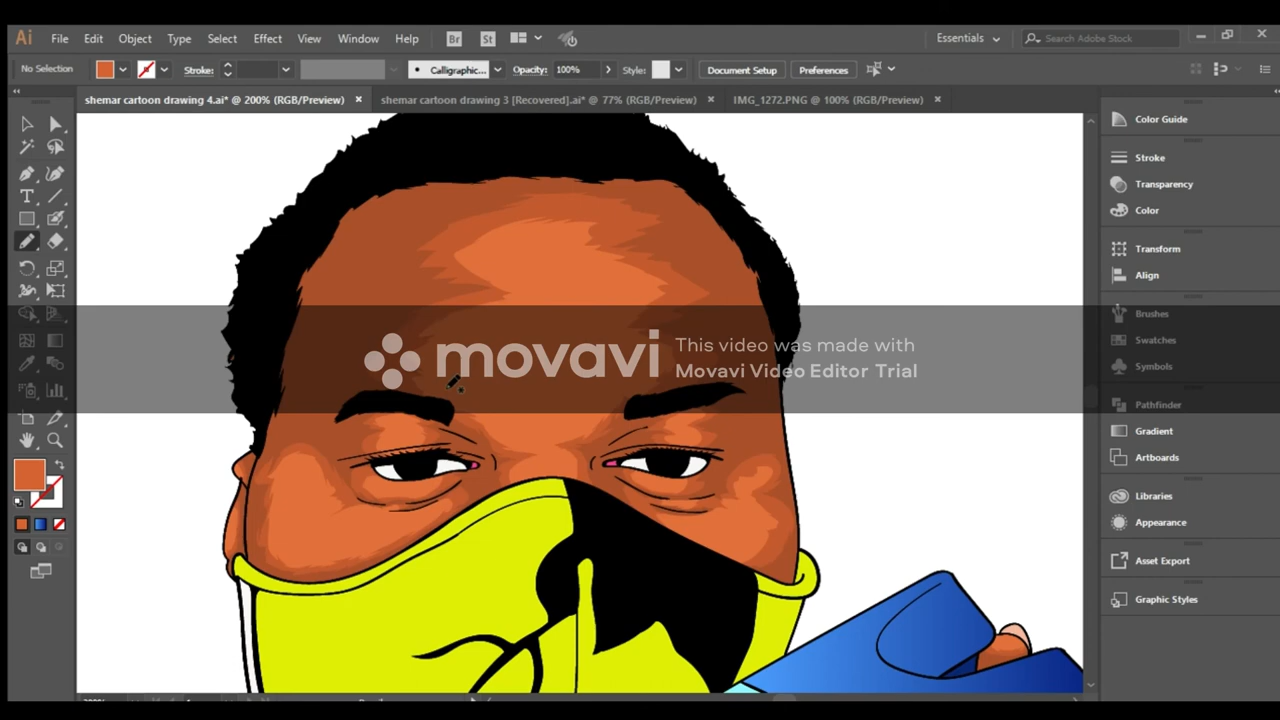 Ai File Edit Object Type Select Effect View Window Help Br St Essentials Search Adobe Stock
No Selection Stroke: Calligraphic... Opacity: 100% Style: Document Setup Preferences
shemar cartoon drawing 4.ai* @ 200% (RGB/Preview) shemar cartoon drawing 3 [Recovered].ai* @ 77% (RGB/Preview) IMG_1272.PNG @ 100% (RGB/Preview)
Color Guide
Stroke
Transparency
Color
Transform
Align
Brushes
Swatches
Symbols
Pathfinder
Gradient
Artboards
Libraries
Appearance
Asset Export
Graphic Styles
movavi
This video was made with
Movavi Video Editor Trial